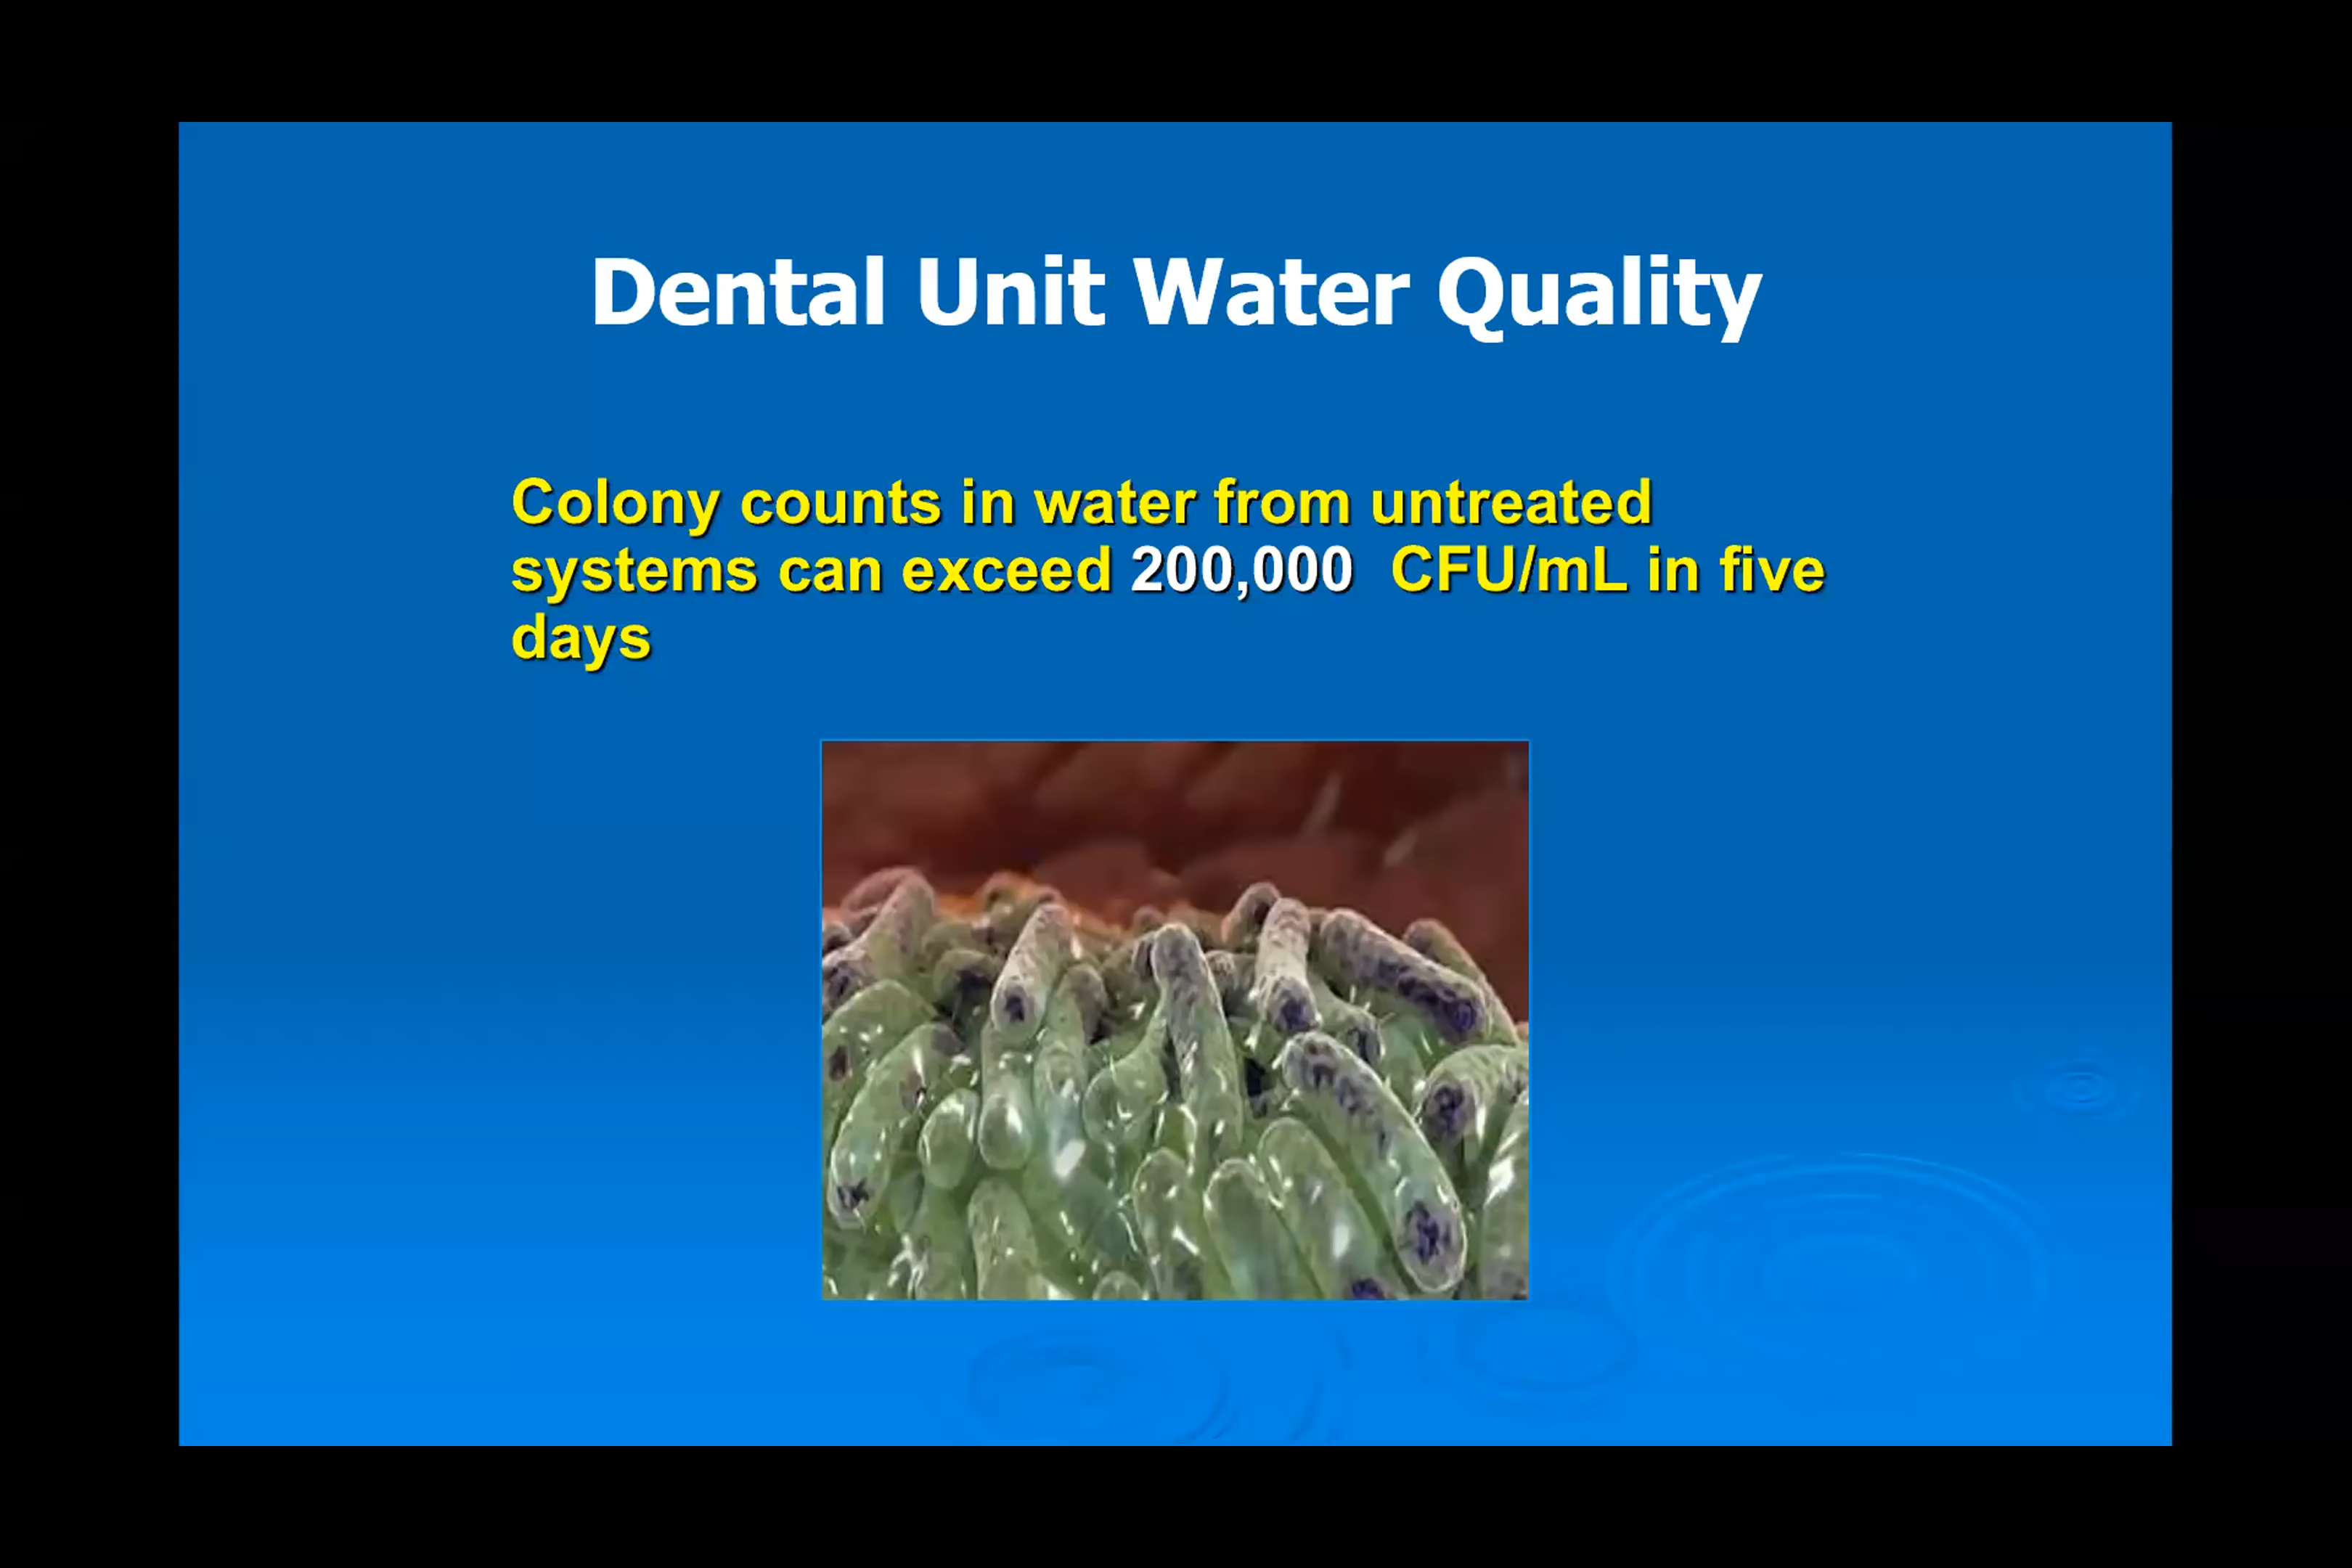 Dental Unit Water Quality
Colony counts in water from untreated
systems can exceed 200,000 CFU/mL in five
days